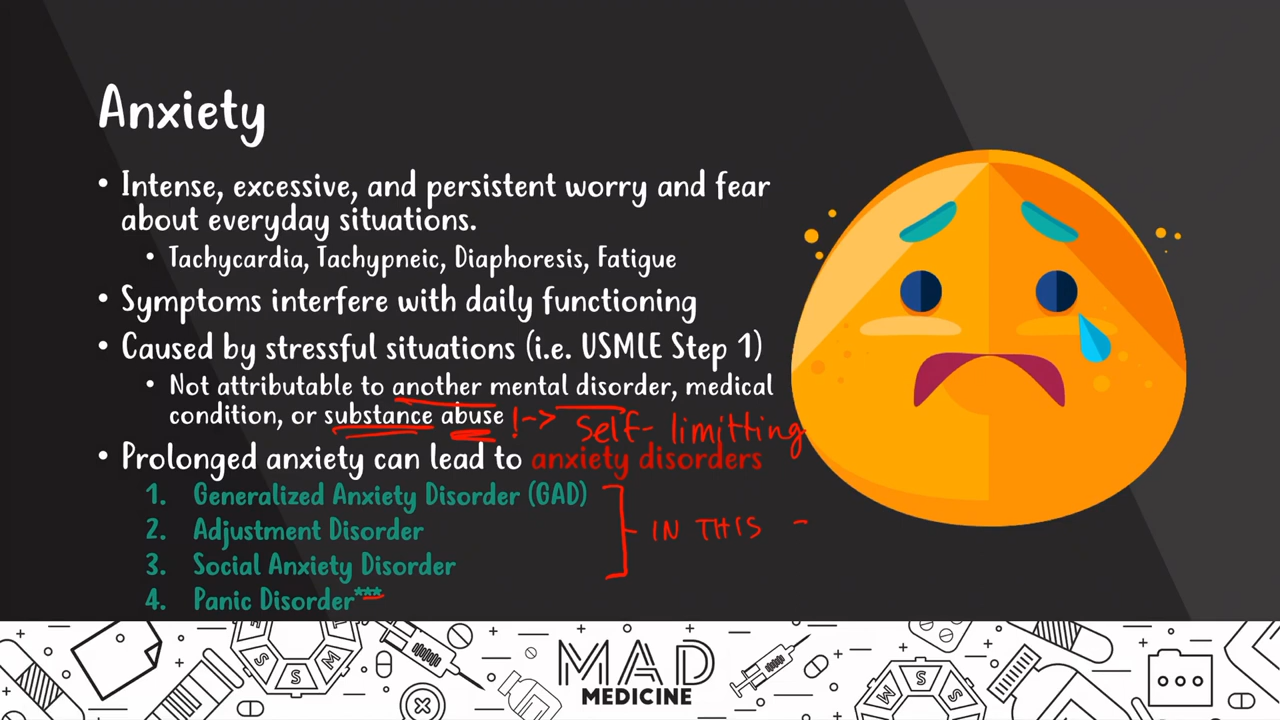 Anxiety
• Intense, excessive, and persistent worry and fear
about everyday situations.
• Tachycardia, Tachypneic, Diaphoresis, Fatigue
• Symptoms interfere with daily functioning
• Caused by stressful situations (i.e. USMLE Step 1)
• Not attributable to another mental disorder, medical
condition, or substance abuse !-> Self-limitting
• Prolonged anxiety can lead to anxiety disorders
1. Generalized Anxiety Disorder (GAD)
2. Adjustment Disorder
IN THIS -
3. Social Anxiety Disorder
4. Panic Disorder***
MAD
MEDICINE